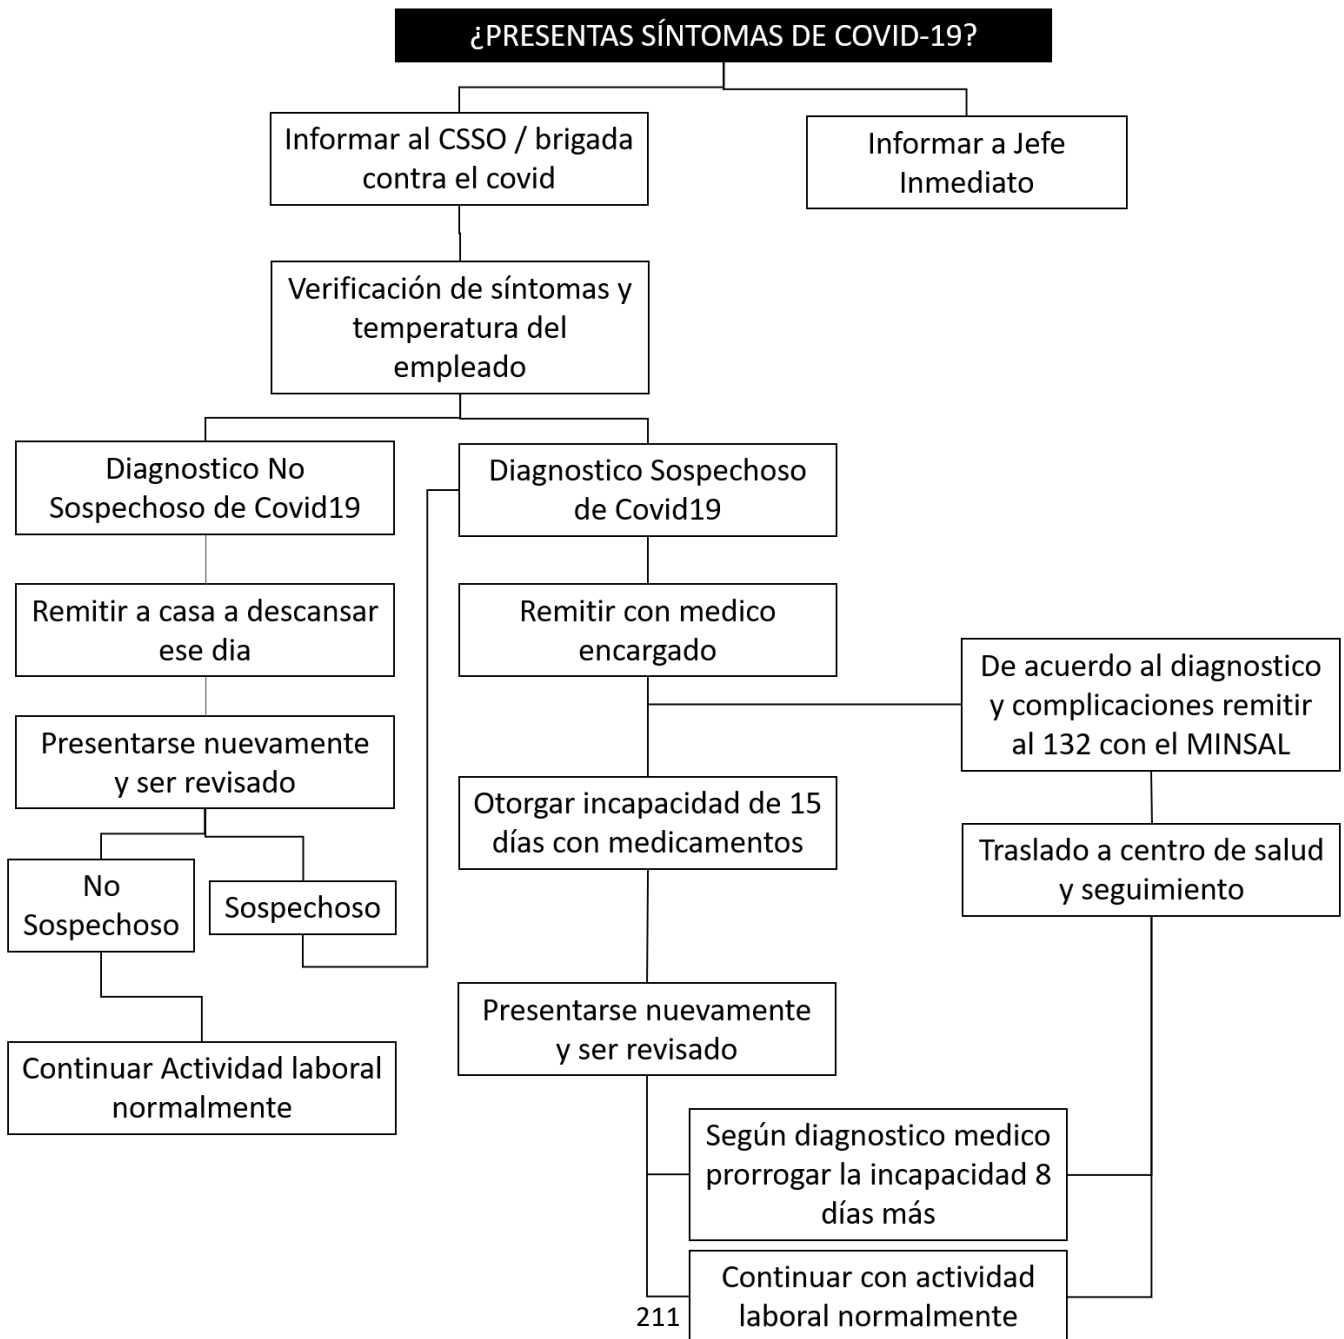 ¿PRESENTAS SÍNTOMAS DE COVID-19?
Informar al CSSO / brigada
contra el covid
Informar a Jefe
Inmediato
Verificación de síntomas y
temperatura del
empleado
Diagnostico No
Sospechoso de Covid19
Diagnostico Sospechoso
de Covid19
Remitir a casa a descansar
ese dia
Remitir con medico
encargado
De acuerdo al diagnostico
y complicaciones remitir
al 132 con el MINSAL
Presentarse nuevamente
y ser revisado
Otorgar incapacidad de 15
días con medicamentos
Traslado a centro de salud
y seguimiento
No
Sospechoso
Sospechoso
Presentarse nuevamente
y ser revisado
Continuar Actividad laboral
normalmente
Según diagnostico medico
prorrogar la incapacidad 8
días más
Continuar con actividad
laboral normalmente
211